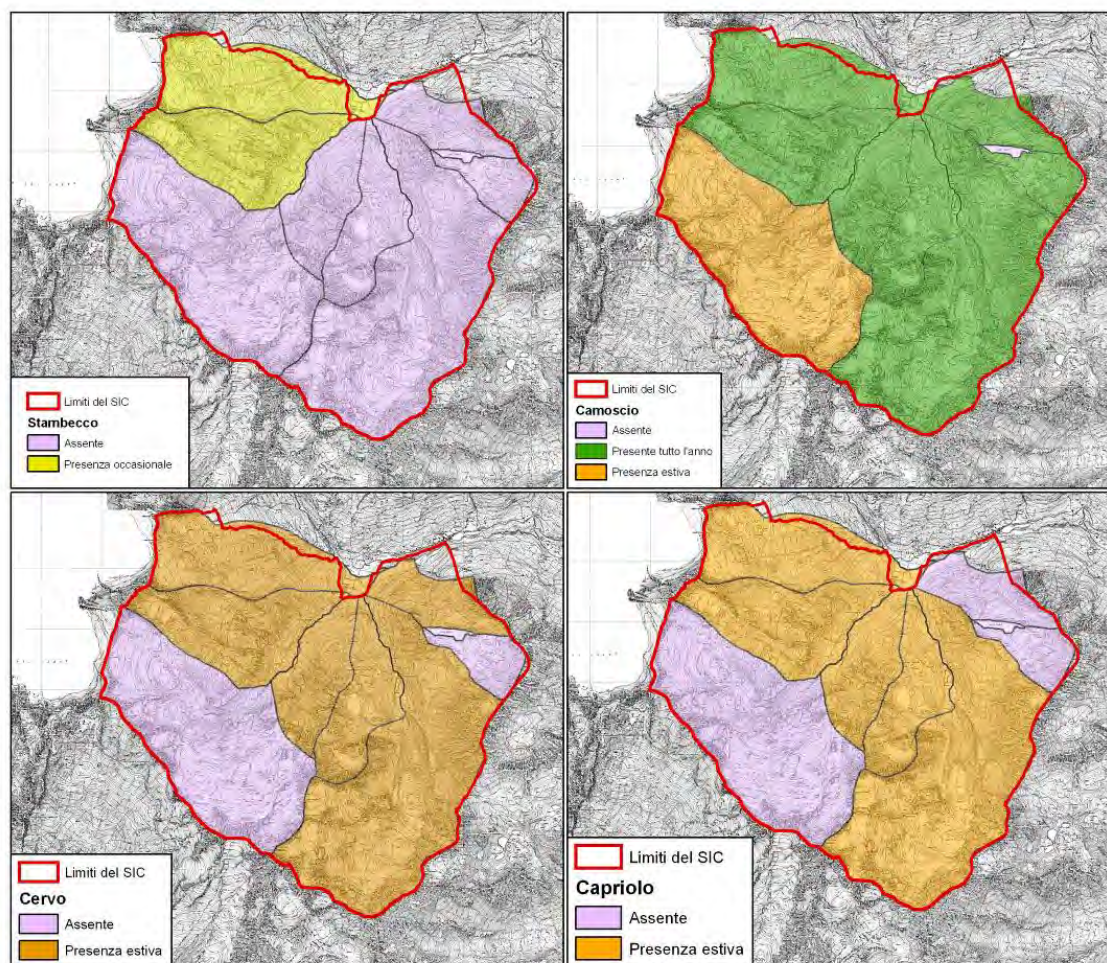 Limiti del SIC
Stambecco
Assente
Presenza occasionale
Limiti del SIC
Camoscio
Assente
Presente tutto l'anno
Presenza estiva
Limiti del SIC
Cervo
Assente
Presenza estiva
Limiti del SIC
Capriolo
Assente
Presenza estiva